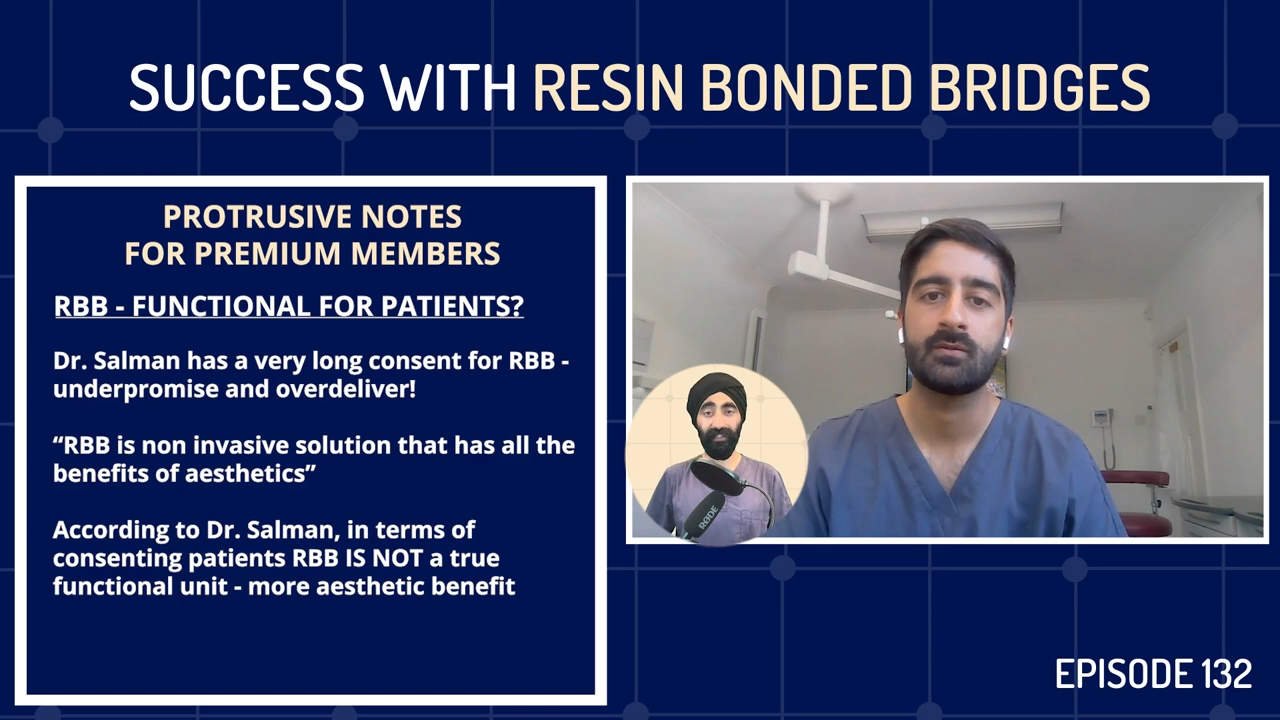 SUCCESS WITH RESIN BONDED BRIDGES
PROTRUSIVE NOTES
FOR PREMIUM MEMBERS
RBB - FUNCTIONAL FOR PATIENTS?
Dr. Salman has a very long consent for RBB -
underpromise and overdeliver!
“RBB is non invasive solution that has all the
benefits of aesthetics”
According to Dr. Salman, in terms of
consenting patients RBB IS NOT a true
functional unit - more aesthetic benefit
RØDE
EPISODE 132